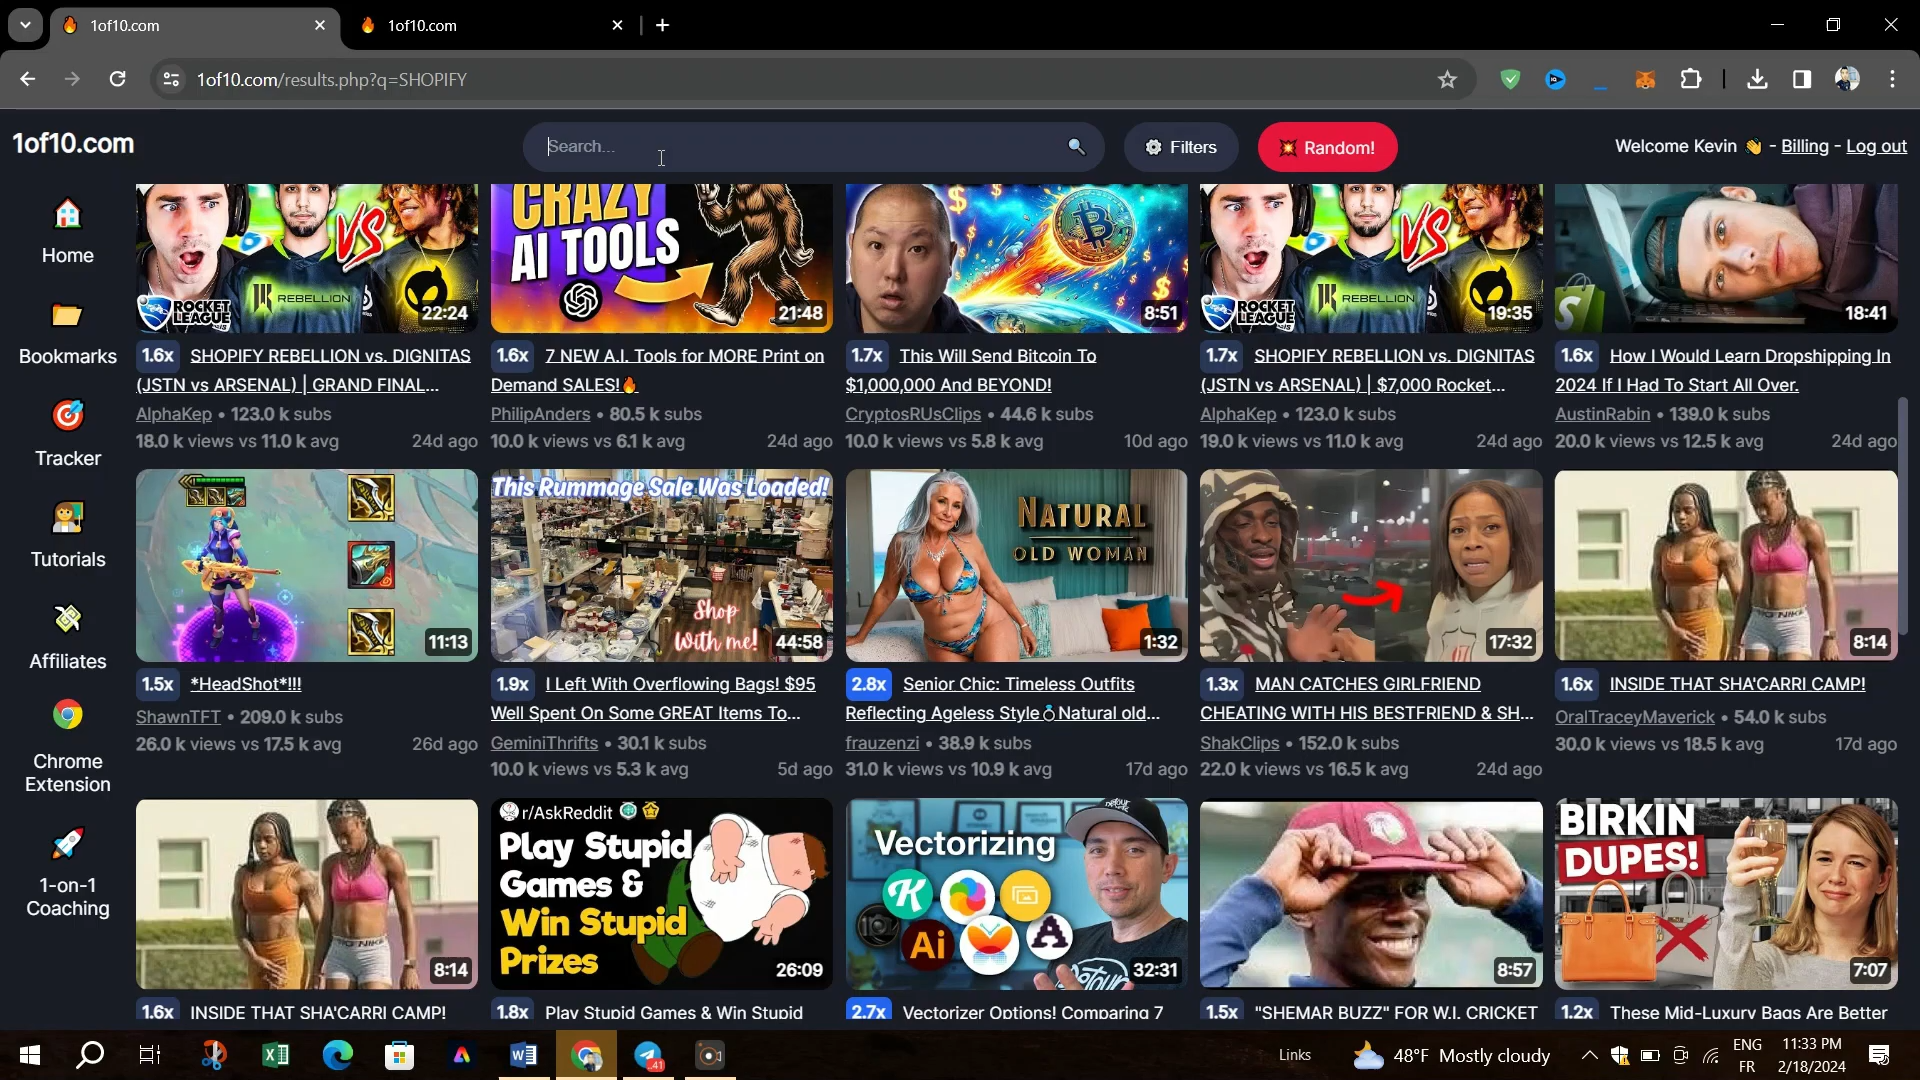 1of10.com
1of10.com
1of10.com/results.php?q=SHOPIFY
1of10.com
Search...
Filters
Random!
Welcome Kevin 👋 - Billing - Log out
Home
Bookmarks
Tracker
Tutorials
Affiliates
Chrome
Extension
1-on-1
Coaching
VS
ROCKET
LEAGUE
REBELLION
22:24
1.6x SHOPIFY REBELLION vs. DIGNITAS
(JSTN vs ARSENAL) | GRAND FINAL...
AlphaKep • 123.0 k subs
18.0 k views vs 11.0 k avg 24d ago
CRAZY
AI TOOLS
21:48
1.6x 7 NEW A.I. Tools for MORE Print on
Demand SALES!🔥
PhilipAnders • 80.5 k subs
10.0 k views vs 6.1 k avg 24d ago
8:51
1.7x This Will Send Bitcoin To
$1,000,000 And BEYOND!
CryptosRUsClips • 44.6 k subs
10.0 k views vs 5.8 k avg 10d ago
VS
ROCKET
LEAGUE
REBELLION
19:35
1.7x SHOPIFY REBELLION vs. DIGNITAS
(JSTN vs ARSENAL) | $7,000 Rocket...
AlphaKep • 123.0 k subs
19.0 k views vs 11.0 k avg 24d ago
18:41
1.6x How I Would Learn Dropshipping In
2024 If I Had To Start All Over.
AustinRabin • 139.0 k subs
20.0 k views vs 12.5 k avg 24d ago
11:13
1.5x *HeadShot*!!!
ShawnTFT • 209.0 k subs
26.0 k views vs 17.5 k avg 26d ago
This Rummage Sale Was Loaded!
Shop
With me!
44:58
1.9x I Left With Overflowing Bags! $95
Well Spent On Some GREAT Items To...
GeminiThrifts • 30.1 k subs
10.0 k views vs 5.3 k avg 5d ago
NATURAL
OLD WOMAN
1:32
2.8x Senior Chic: Timeless Outfits
Reflecting Ageless Style💍Natural old...
frauzenzi • 38.9 k subs
31.0 k views vs 10.9 k avg 17d ago
17:32
1.3x MAN CATCHES GIRLFRIEND
CHEATING WITH HIS BESTFRIEND & SH...
ShakClips • 152.0 k subs
22.0 k views vs 16.5 k avg 24d ago
8:14
1.6x INSIDE THAT SHA'CARRI CAMP!
OralTraceyMaverick • 54.0 k subs
30.0 k views vs 18.5 k avg 17d ago
8:14
1.6x INSIDE THAT SHA'CARRI CAMP!
r/AskReddit
Play Stupid
Games &
Win Stupid
Prizes
26:09
1.8x Play Stupid Games & Win Stupid
Vectorizing
Ai
32:31
2.7x Vectorizer Options! Comparing 7
8:57
1.5x "SHEMAR BUZZ" FOR W.I. CRICKET
BIRKIN
DUPES!
7:07
1.2x These Mid-Luxury Bags Are Better
Links
48°F Mostly cloudy
ENG
FR
11:33 PM
2/18/2024